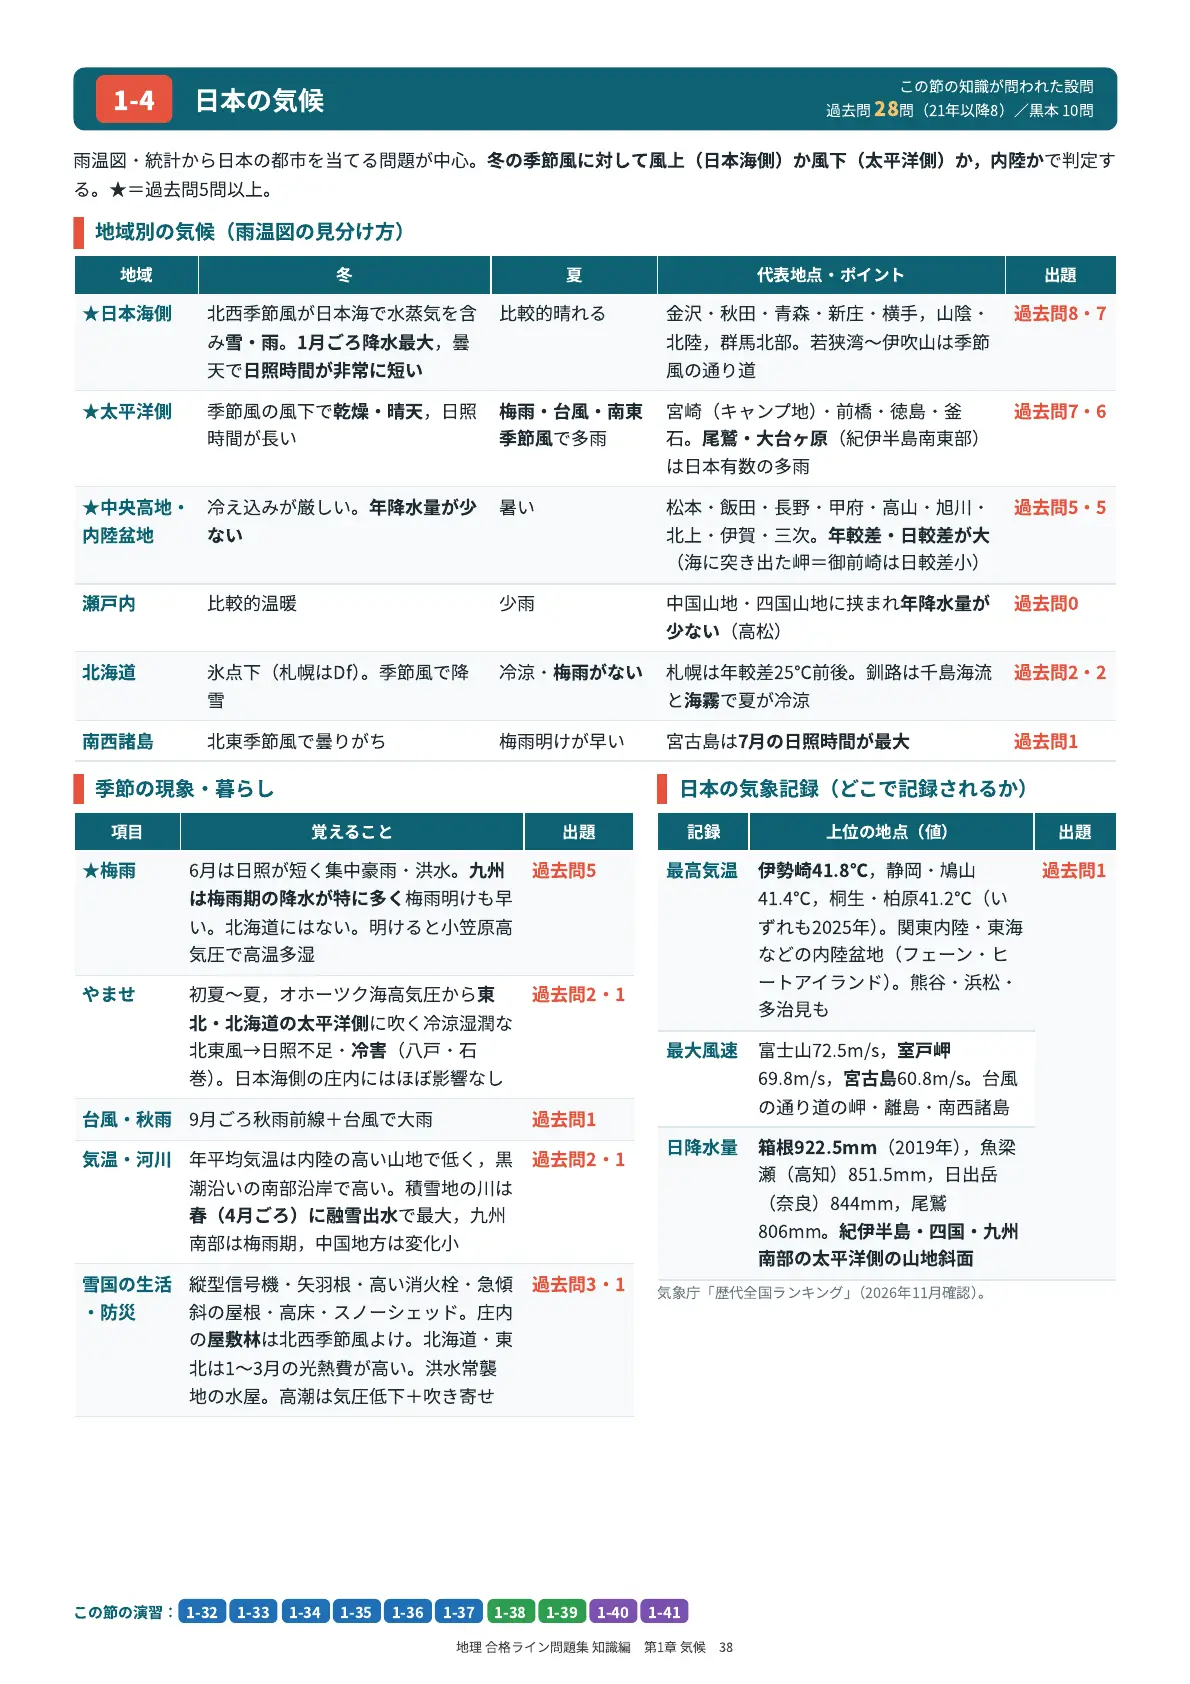 1-4 日本の気候
この節の知識が問われた設問
過去問 28問（21年以降8）／黒本 10問
雨温図・統計から日本の都市を当てる問題が中心。冬の季節風に対して風上（日本海側）か風下（太平洋側）か，内陸かで判定す
る。★＝過去問5問以上。
地域別の気候（雨温図の見分け方）
地域 冬 夏 代表地点・ポイント 出題
★日本海側 北西季節風が日本海で水蒸気を含 比較的晴れる 金沢・秋田・青森・新庄・横手，山陰・ 過去問8・7
み雪・雨。1月ごろ降水最大，曇 北陸，群馬北部。若狭湾〜伊吹山は季節
天で日照時間が非常に短い 風の通り道
★太平洋側 季節風の風下で乾燥・晴天，日照 梅雨・台風・南東 宮崎（キャンプ地）・前橋・徳島・釜 過去問7・6
時間が長い 季節風で多雨 石。尾鷲・大台ヶ原（紀伊半島南東部）
は日本有数の多雨
★中央高地・ 冷え込みが厳しい。年降水量が少 暑い 松本・飯田・長野・甲府・高山・旭川・ 過去問5・5
内陸盆地 ない 北上・伊賀・三次。年較差・日較差が大
（海に突き出た岬＝御前崎は日較差小）
瀬戸内 比較的温暖 少雨 中国山地・四国山地に挟まれ年降水量が 過去問0
少ない（高松）
北海道 氷点下（札幌はDf）。季節風で降 冷涼・梅雨がない 札幌は年較差25℃前後。釧路は千島海流 過去問2・2
雪 と海霧で夏が冷涼
南西諸島 北東季節風で曇りがち 梅雨明けが早い 宮古島は7月の日照時間が最大 過去問1
季節の現象・暮らし
項目 覚えること 出題
★梅雨 6月は日照が短く集中豪雨・洪水。九州 過去問5
は梅雨期の降水が特に多く梅雨明けも早
い。北海道にはない。明けると小笠原高
気圧で高温多湿
やませ 初夏〜夏，オホーツク海高気圧から東 過去問2・1
北・北海道の太平洋側に吹く冷涼湿潤な
北東風→日照不足・冷害（八戸・石
巻）。日本海側の庄内にはほぼ影響なし
台風・秋雨 9月ごろ秋雨前線＋台風で大雨 過去問1
気温・河川 年平均気温は内陸の高い山地で低く，黒 過去問2・1
潮沿いの南部沿岸で高い。積雪地の川は
春（4月ごろ）に融雪出水で最大，九州
南部は梅雨期，中国地方は変化小
雪国の生活 縦型信号機・矢羽根・高い消火栓・急傾 過去問3・1
・防災 斜の屋根・高床・スノーシェッド。庄内
の屋敷林は北西季節風よけ。北海道・東
北は1〜3月の光熱費が高い。洪水常襲
地の水屋。高潮は気圧低下＋吹き寄せ
日本の気象記録（どこで記録されるか）
記録 上位の地点（値） 出題
最高気温 伊勢崎41.8℃，静岡・鳩山 過去問1
41.4℃，桐生・柏原41.2℃（い
ずれも2025年）。関東内陸・東海
などの内陸盆地（フェーン・ヒ
ートアイランド）。熊谷・浜松・
多治見も
最大風速 富士山72.5m/s，室戸岬
69.8m/s，宮古島60.8m/s。台風
の通り道の岬・離島・南西諸島
日降水量 箱根922.5mm（2019年），魚梁
瀬（高知）851.5mm，日出岳
（奈良）844mm，尾鷲
806mm。紀伊半島・四国・九州
南部の太平洋側の山地斜面
気象庁「歴代全国ランキング」（2026年11月確認）。
この節の演習： 1-32 1-33 1-34 1-35 1-36 1-37 1-38 1-39 1-40 1-41
地理 合格ライン問題集 知識編 第1章 気候 38